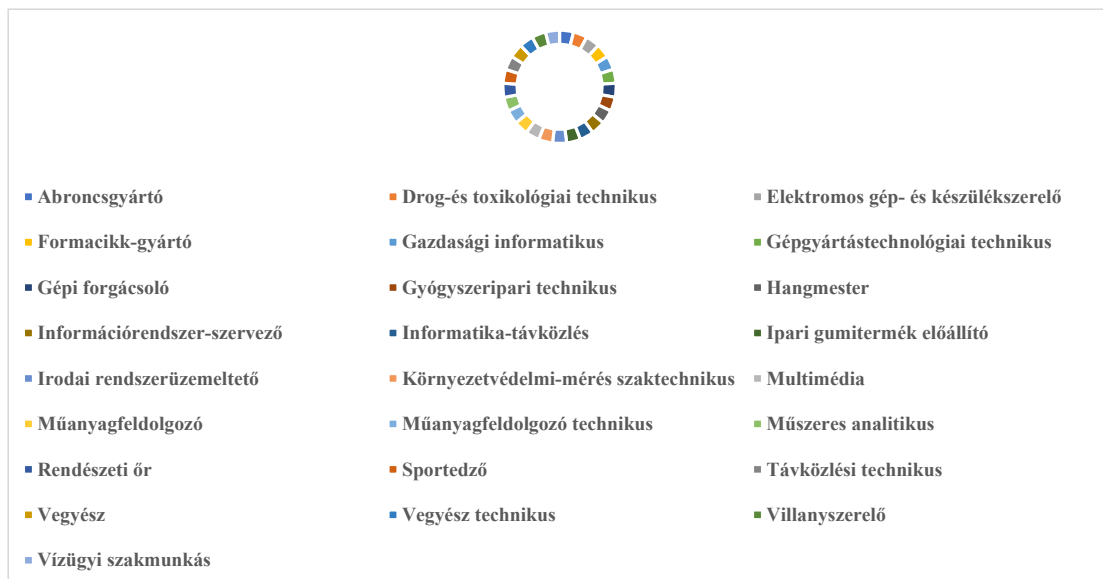 Abroncsgyártó Drog-és toxikológiai technikus Elektromos gép- és készülékszerelő
Formacikk-gyártó Gazdasági informatikus Gépgyártástechnológiai technikus
Gépi forgácsoló Gyógyszeripari technikus Hangmester
Információrendszer-szervező Informatika-távközlés Ipari gumitermék előállító
Irodai rendszerüzemeltető Környezetvédelmi-mérés szaktechnikus Multimédia
Műanyagfeldolgozó Műanyagfeldolgozó technikus Műszeres analitikus
Rendészeti őr Sportedző Távközlési technikus
Vegyész Vegyész technikus Villanyszerelő
Vízügyi szakmunkás